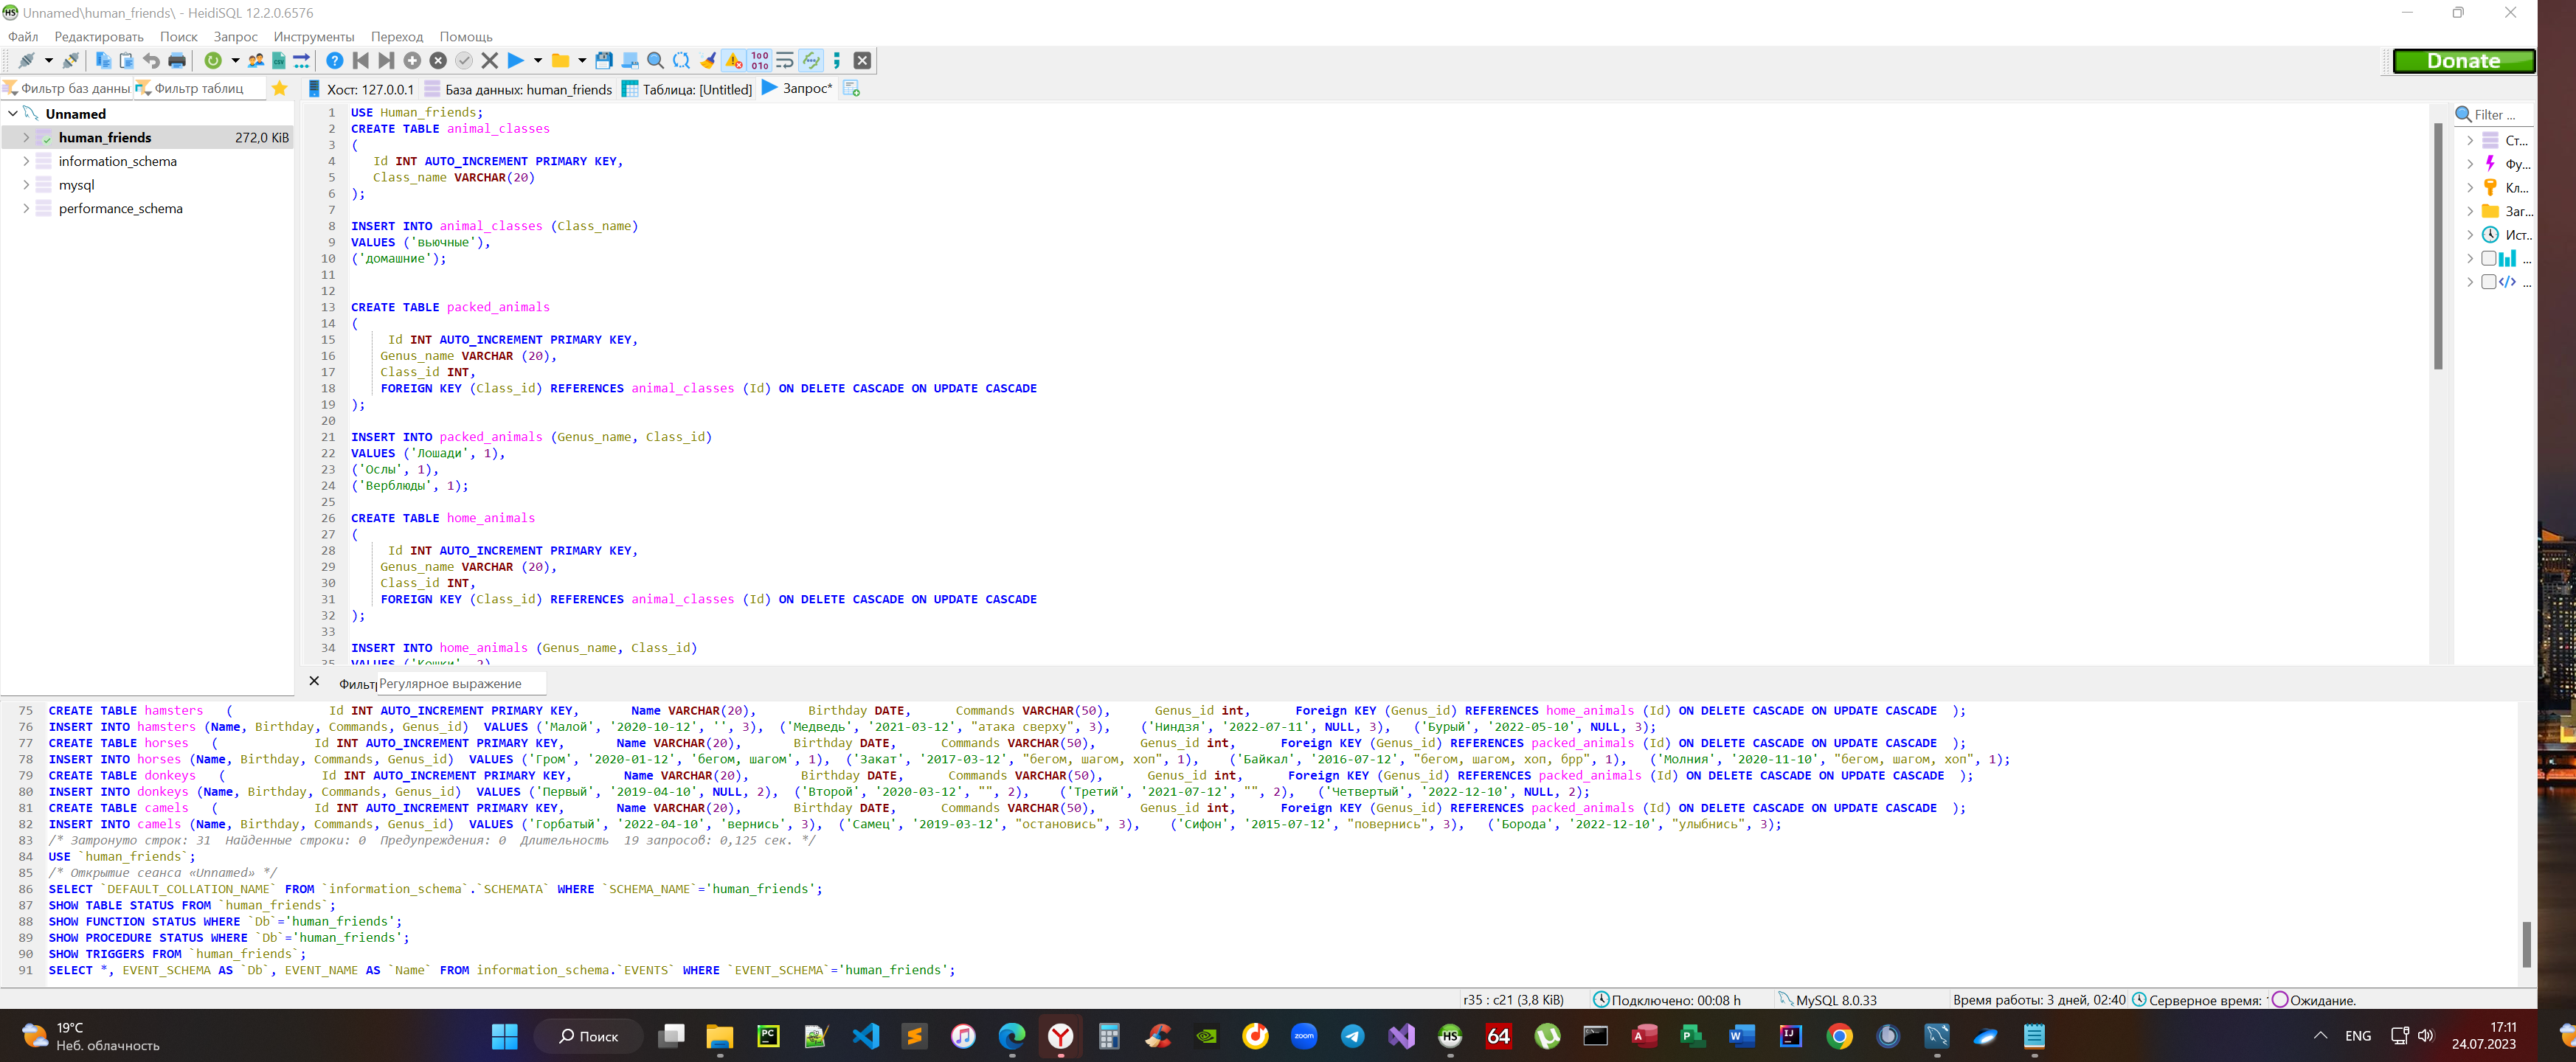 Unnamed\human_friends\ - HeidiSQL 12.2.0.6576
Файл Редактировать Поиск Запрос Инструменты Переход Помощь
Donate
Фильтр баз данны Фильтр таблиц Хост: 127.0.0.1 База данных: human_friends Таблица: [Untitled] Запрос*
Unnamed
human_friends 272,0 KiB
information_schema
mysql
performance_schema
1 USE Human_friends;
2 CREATE TABLE animal_classes
3 (
4 Id INT AUTO_INCREMENT PRIMARY KEY,
5 Class_name VARCHAR(20)
6 );
7
8 INSERT INTO animal_classes (Class_name)
9 VALUES ('вьючные'),
10 ('домашние');
11
12
13 CREATE TABLE packed_animals
14 (
15 Id INT AUTO_INCREMENT PRIMARY KEY,
16 Genus_name VARCHAR (20),
17 Class_id INT,
18 FOREIGN KEY (Class_id) REFERENCES animal_classes (Id) ON DELETE CASCADE ON UPDATE CASCADE
19 );
20
21 INSERT INTO packed_animals (Genus_name, Class_id)
22 VALUES ('Лошади', 1),
23 ('Ослы', 1),
24 ('Верблюды', 1);
25
26 CREATE TABLE home_animals
27 (
28 Id INT AUTO_INCREMENT PRIMARY KEY,
29 Genus_name VARCHAR (20),
30 Class_id INT,
31 FOREIGN KEY (Class_id) REFERENCES animal_classes (Id) ON DELETE CASCADE ON UPDATE CASCADE
32 );
33
34 INSERT INTO home_animals (Genus_name, Class_id)
35 VALUES ('Кошки', 2)
Filter ...
Ст...
Фу...
Кл...
Заг...
Ист...
...
...
Фильт Регулярное выражение
75 CREATE TABLE hamsters ( Id INT AUTO_INCREMENT PRIMARY KEY, Name VARCHAR(20), Birthday DATE, Commands VARCHAR(50), Genus_id int, Foreign KEY (Genus_id) REFERENCES home_animals (Id) ON DELETE CASCADE ON UPDATE CASCADE );
76 INSERT INTO hamsters (Name, Birthday, Commands, Genus_id) VALUES ('Малой', '2020-10-12', '', 3), ('Медведь', '2021-03-12', "атака сверху", 3), ('Ниндзя', '2022-07-11', NULL, 3), ('Бурый', '2022-05-10', NULL, 3);
77 CREATE TABLE horses ( Id INT AUTO_INCREMENT PRIMARY KEY, Name VARCHAR(20), Birthday DATE, Commands VARCHAR(50), Genus_id int, Foreign KEY (Genus_id) REFERENCES packed_animals (Id) ON DELETE CASCADE ON UPDATE CASCADE );
78 INSERT INTO horses (Name, Birthday, Commands, Genus_id) VALUES ('Гром', '2020-01-12', 'бегом, шагом', 1), ('Закат', '2017-03-12', "бегом, шагом, хоп", 1), ('Байкал', '2016-07-12', "бегом, шагом, хоп, брр", 1), ('Молния', '2020-11-10', "бегом, шагом, хоп", 1);
79 CREATE TABLE donkeys ( Id INT AUTO_INCREMENT PRIMARY KEY, Name VARCHAR(20), Birthday DATE, Commands VARCHAR(50), Genus_id int, Foreign KEY (Genus_id) REFERENCES packed_animals (Id) ON DELETE CASCADE ON UPDATE CASCADE );
80 INSERT INTO donkeys (Name, Birthday, Commands, Genus_id) VALUES ('Первый', '2019-04-10', NULL, 2), ('Второй', '2020-03-12', "", 2), ('Третий', '2021-07-12', "", 2), ('Четвертый', '2022-12-10', NULL, 2);
81 CREATE TABLE camels ( Id INT AUTO_INCREMENT PRIMARY KEY, Name VARCHAR(20), Birthday DATE, Commands VARCHAR(50), Genus_id int, Foreign KEY (Genus_id) REFERENCES packed_animals (Id) ON DELETE CASCADE ON UPDATE CASCADE );
82 INSERT INTO camels (Name, Birthday, Commands, Genus_id) VALUES ('Горбатый', '2022-04-10', 'вернись', 3), ('Самец', '2019-03-12', "остановись", 3), ('Сифон', '2015-07-12', "повернись", 3), ('Борода', '2022-12-10', "улыбнись", 3);
83 /* Затронуто строк: 31 Найденные строки: 0 Предупреждения: 0 Длительность 19 запросов: 0,125 сек. */
84 USE `human_friends`;
85 /* Открытие сеанса «Unnamed» */
86 SELECT `DEFAULT_COLLATION_NAME` FROM `information_schema`.`SCHEMATA` WHERE `SCHEMA_NAME`='human_friends';
87 SHOW TABLE STATUS FROM `human_friends`;
88 SHOW FUNCTION STATUS WHERE `Db`='human_friends';
89 SHOW PROCEDURE STATUS WHERE `Db`='human_friends';
90 SHOW TRIGGERS FROM `human_friends`;
91 SELECT *, EVENT_SCHEMA AS `Db`, EVENT_NAME AS `Name` FROM information_schema.`EVENTS` WHERE `EVENT_SCHEMA`='human_friends';
r35 : c21 (3,8 KiB) Подключено: 00:08 h MySQL 8.0.33 Время работы: 3 дней, 02:40 Серверное время: Ожидание.
19°C
Неб. облачность
Поиск
ENG
17:11
24.07.2023